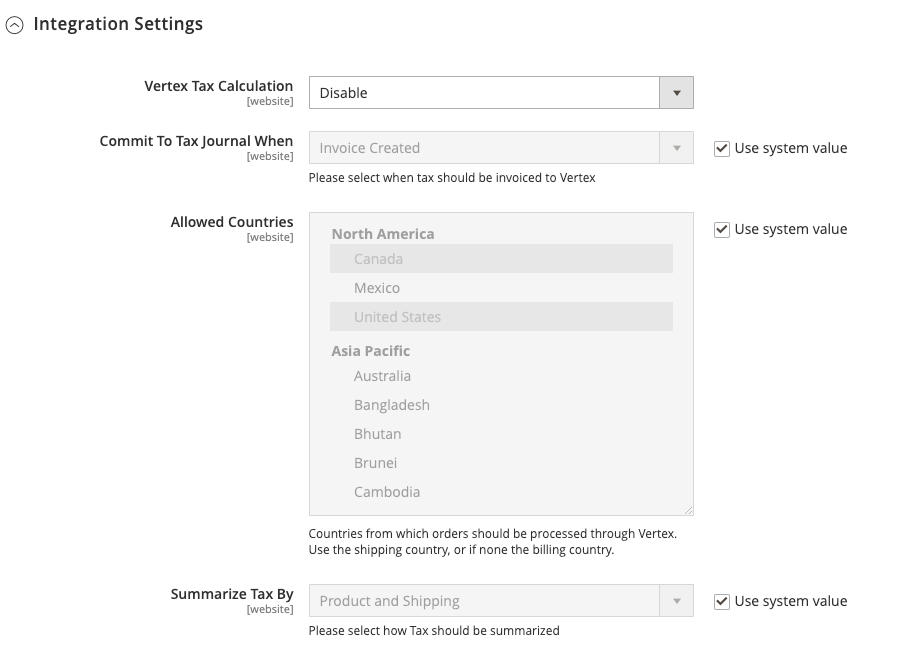 Integration Settings
Vertex Tax Calculation
[website]
Disable
Commit To Tax Journal When
[website]
Invoice Created
Use system value
Please select when tax should be invoiced to Vertex
Allowed Countries
[website]
North America
Canada
Mexico
United States
Asia Pacific
Australia
Bangladesh
Bhutan
Brunei
Cambodia
Use system value
Countries from which orders should be processed through Vertex.
Use the shipping country, or if none the billing country.
Summarize Tax By
[website]
Product and Shipping
Use system value
Please select how Tax should be summarized